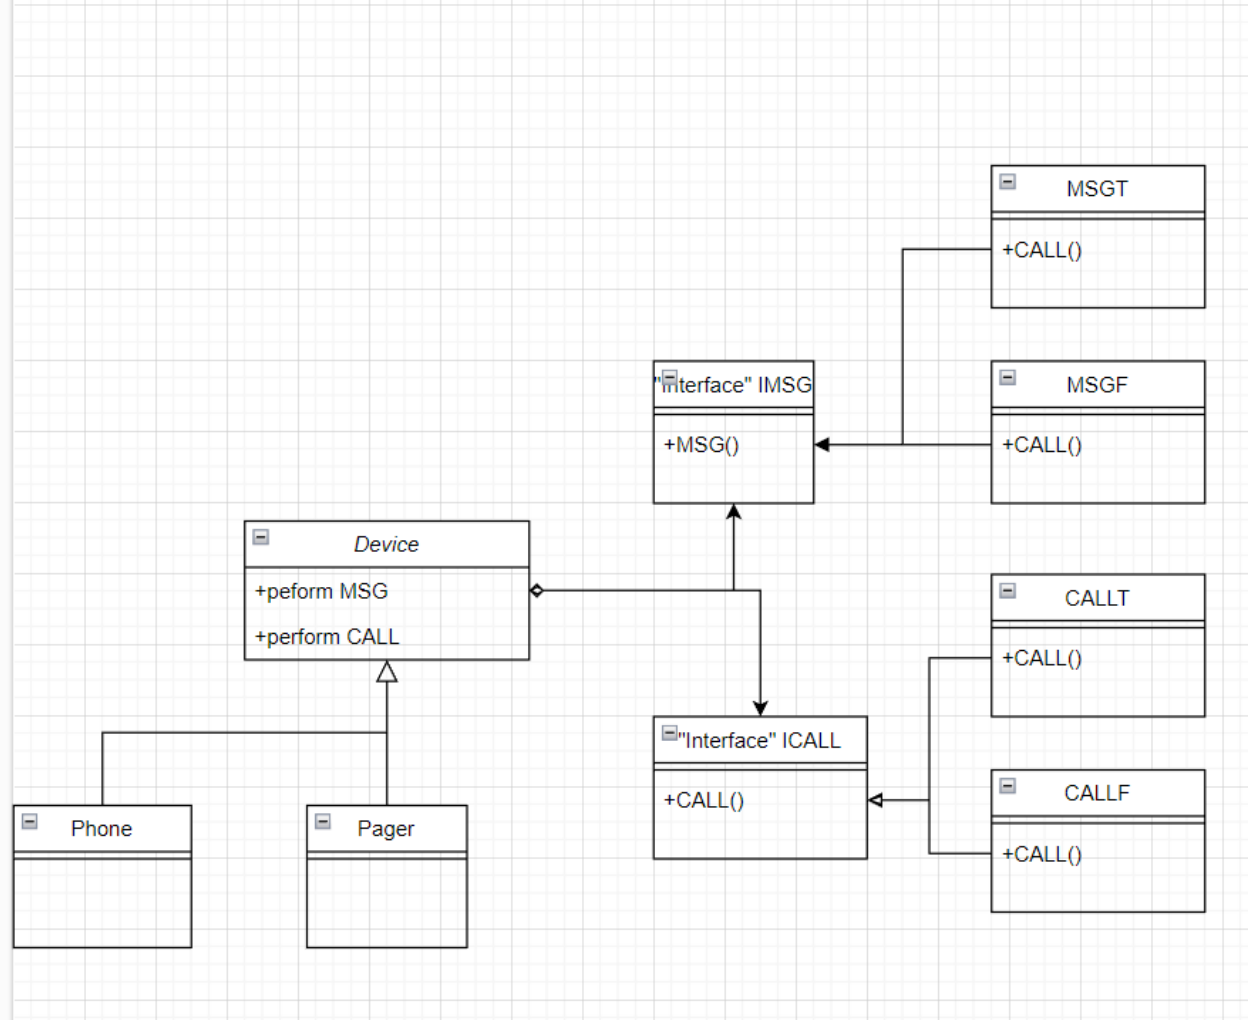 MSGT
+CALL()
"Interface" IMSG
+MSG()
MSGF
+CALL()
Device
+peform MSG
+perform CALL
CALLT
+CALL()
"Interface" ICALL
+CALL()
CALLF
+CALL()
Phone
Pager